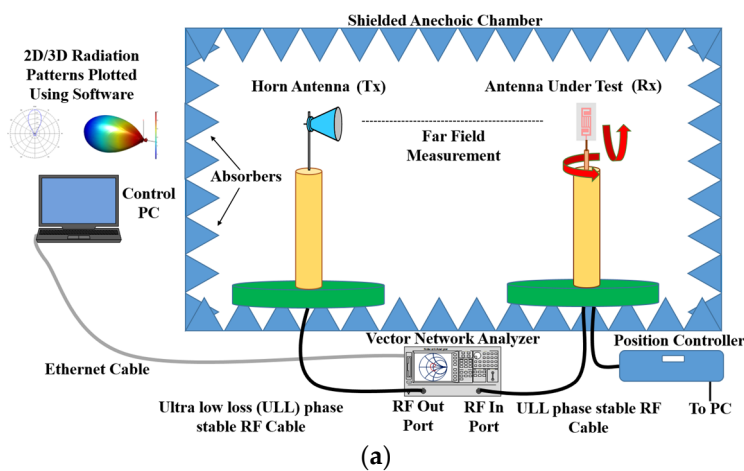 Shielded Anechoic Chamber
2D/3D Radiation
Patterns Plotted
Using Software
Horn Antenna (Tx)
Antenna Under Test (Rx)
Far Field
Measurement
Absorbers
Control
PC
Vector Network Analyzer
Position Controller
Ethernet Cable
Ultra low loss (ULL) phase
stable RF Cable
RF Out
Port
RF In
Port
ULL phase stable RF
Cable
To PC
(a)